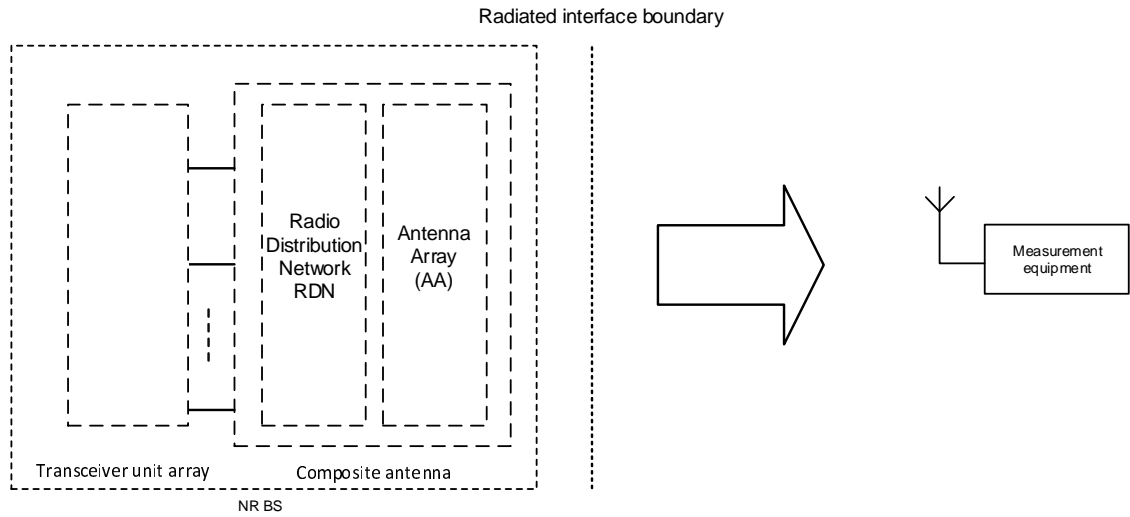 Radiated interface boundary
Radio
Distribution
Network
RDN
Antenna
Array
(AA)
Measurement
equipment
Transceiver unit array
Composite antenna
NR BS